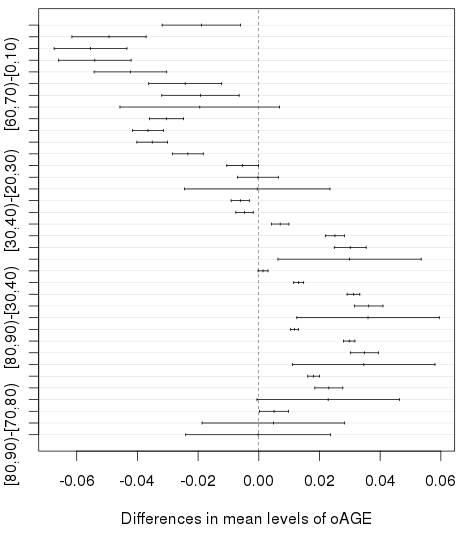 [60,70)-[0,10)
[20,30)
[30,40)-
[80,90)-[30,40)
[80,90)-[70,80)
-0.06 -0.04 -0.02 0.00 0.02 0.04 0.06
Differences in mean levels of oAGE